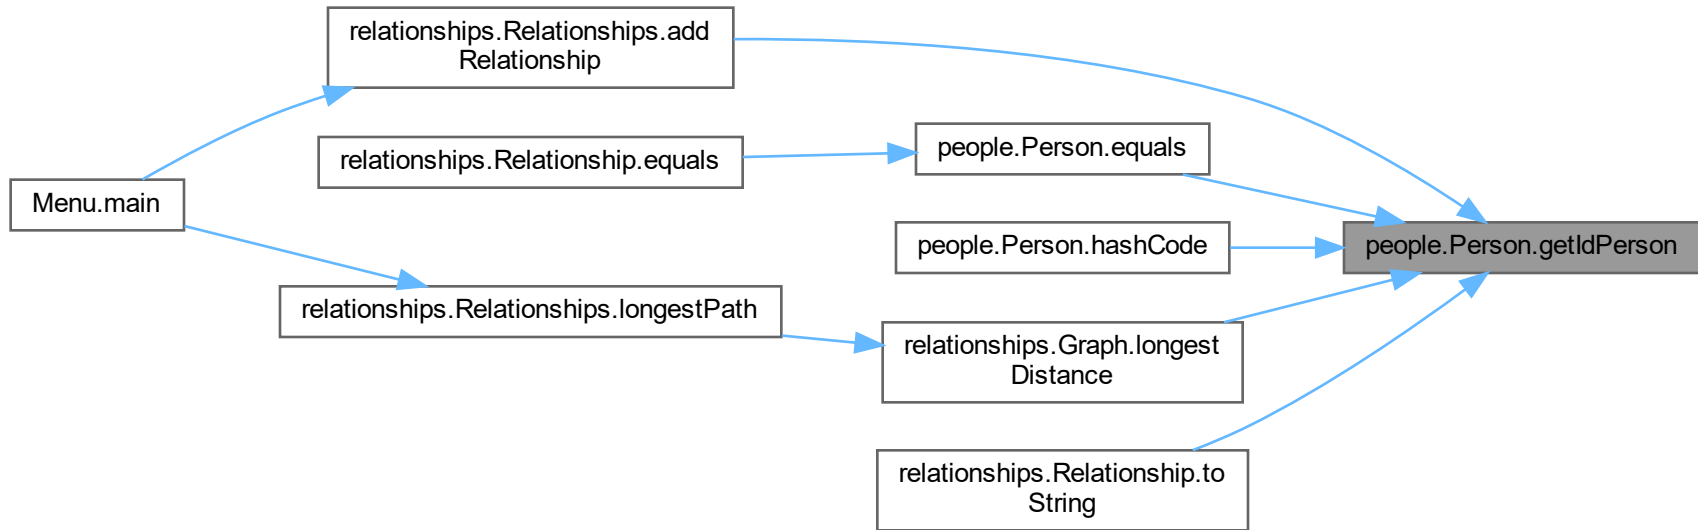 relationships.Relationships.add
Relationship
people.Person.equals
relationships.Relationship.equals
Menu.main
people.Person.hashCode
people.Person.getIdPerson
relationships.Relationships.longestPath
relationships.Graph.longest
Distance
relationships.Relationship.to
String